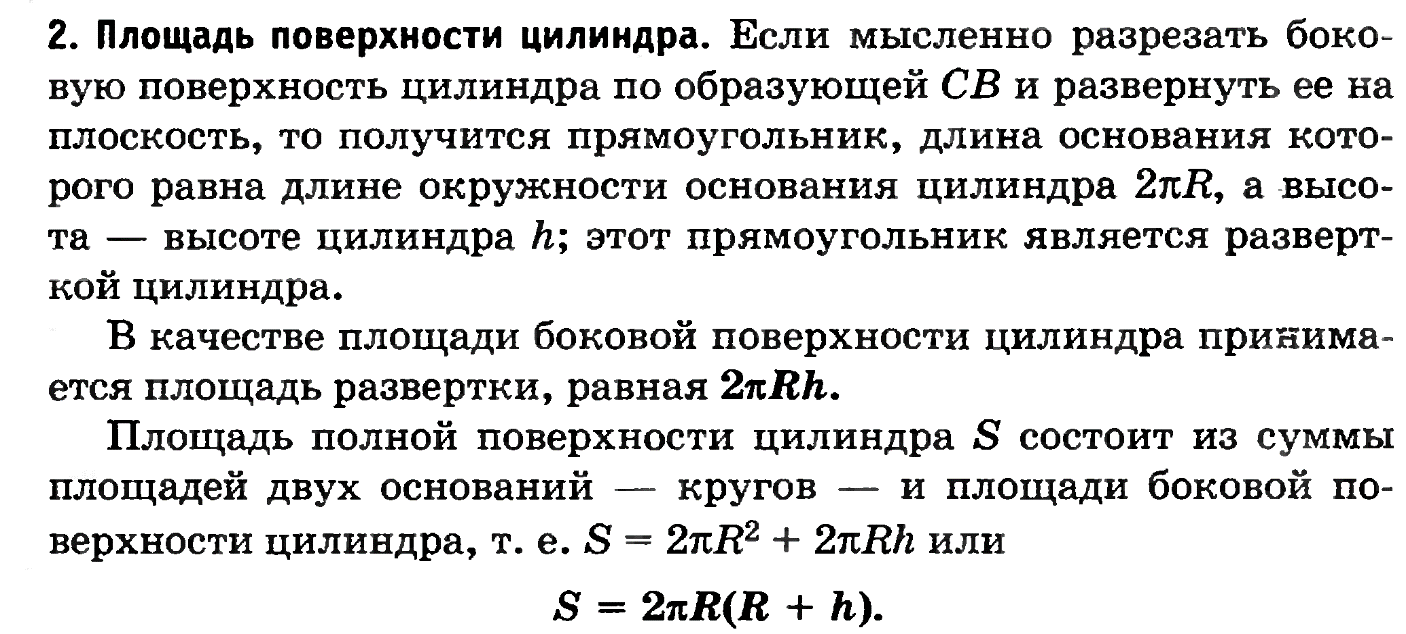 2. Площадь поверхности цилиндра. Если мысленно разрезать боко-
вую поверхность цилиндра по образующей CB и развернуть ее на
плоскость, то получится прямоугольник, длина основания кото-
рого равна длине окружности основания цилиндра 2πR, а высо-
та — высоте цилиндра h; этот прямоугольник является разверт-
кой цилиндра.
В качестве площади боковой поверхности цилиндра принима-
ется площадь развертки, равная 2πRh.
Площадь полной поверхности цилиндра S состоит из суммы
площадей двух оснований — кругов — и площади боковой по-
верхности цилиндра, т. е. S = 2πR² + 2πRh или
S = 2πR(R + h).